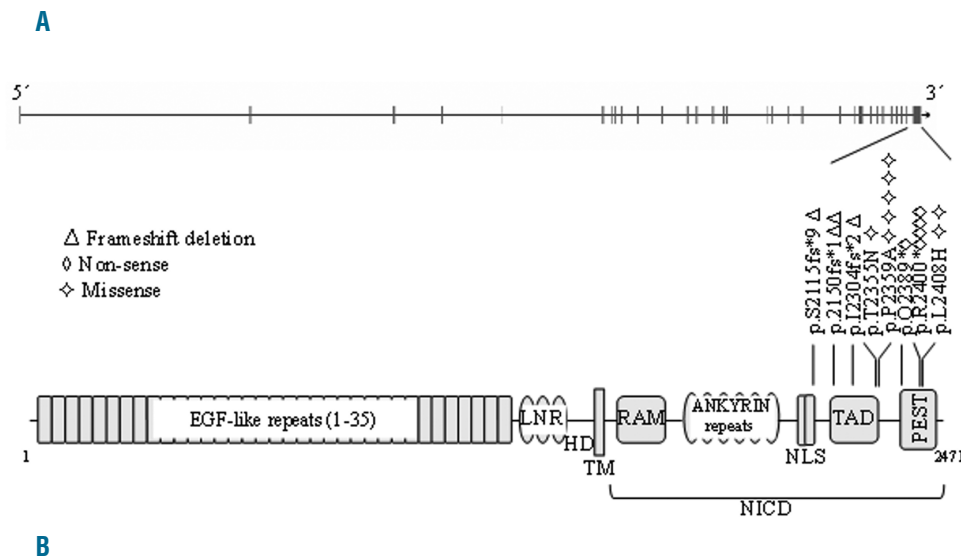 A
5´
3´
Frameshift deletion
Non-sense
Missense
p.S2115fs*9
p.2150fs*1
p.I2304fs*2
p.T2355N
p.P2359A
p.Q2389*
p.R2400*
p.L2408H
EGF-like repeats (1-35)
LNR
HD
TM
RAM
ANKYRIN
repeats
NLS
TAD
PEST
1
2471
NICD
B